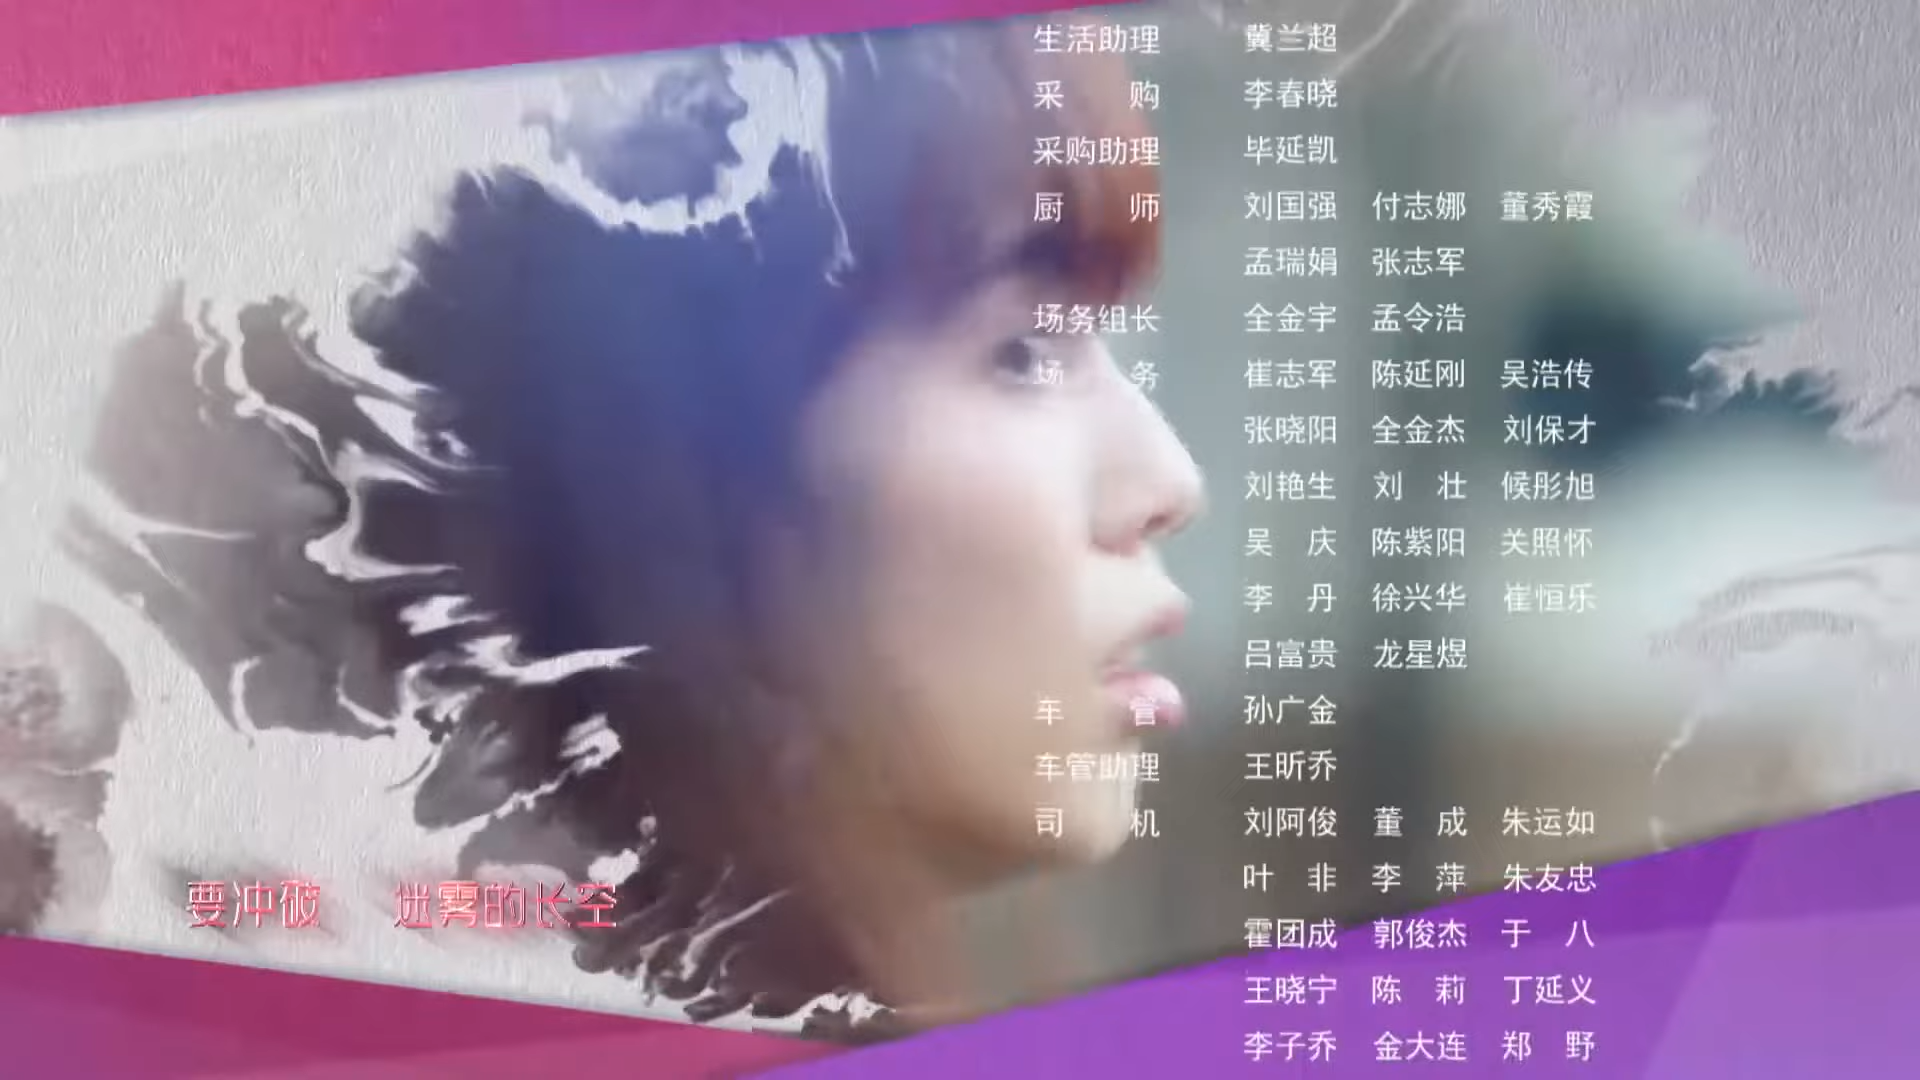 生活助理 冀兰超
采购 李春晓
采购助理 毕延凯
厨师 刘国强 付志娜 董秀霞
孟瑞娟 张志军
场务组长 全金宇 孟令浩
场务 崔志军 陈延刚 吴浩传
张晓阳 全金杰 刘保才
刘艳生 刘壮 候彤旭
吴庆 陈紫阳 关照怀
李丹 徐兴华 崔恒乐
吕富贵 龙星煜
车管 孙广金
车管助理 王昕乔
司机 刘阿俊 董成 朱运如
叶非 李萍 朱友忠
霍团成 郭俊杰 于八
王晓宁 陈莉 丁延义
李子乔 金大连 郑野
要冲破 迷雾的长空